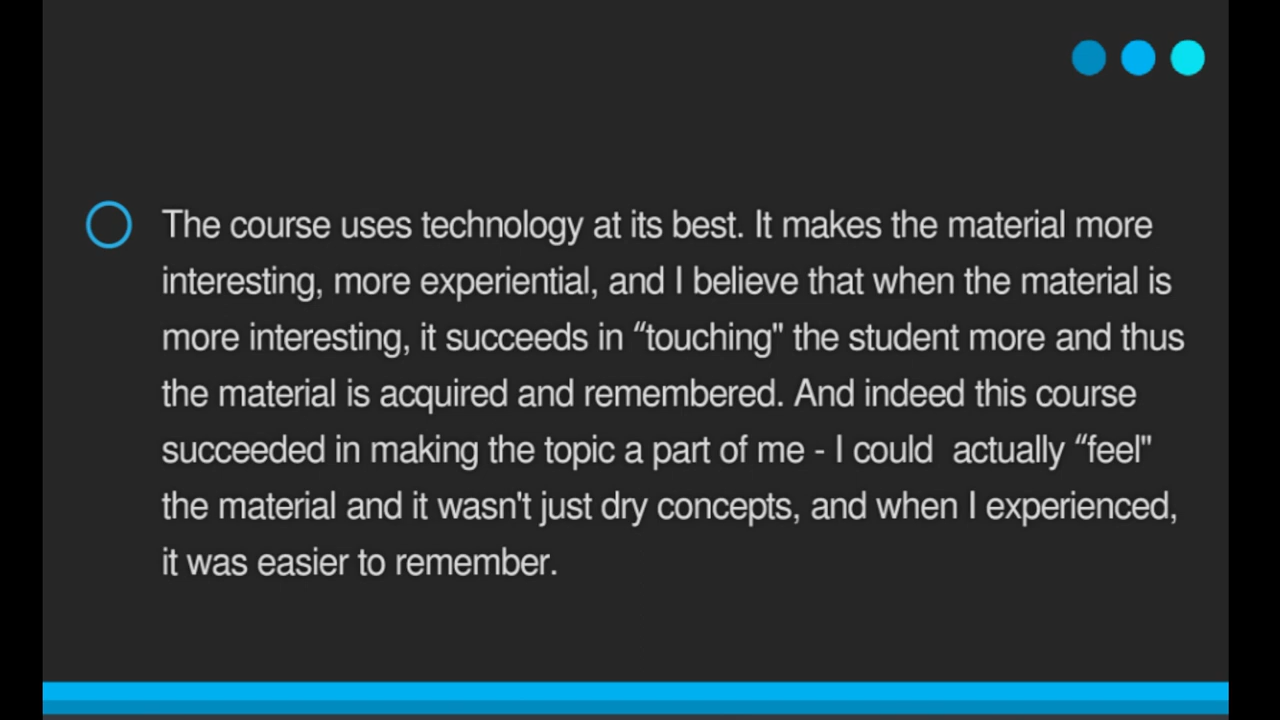 The course uses technology at its best. It makes the material more
interesting, more experiential, and I believe that when the material is
more interesting, it succeeds in “touching" the student more and thus
the material is acquired and remembered. And indeed this course
succeeded in making the topic a part of me - I could  actually “feel"
the material and it wasn't just dry concepts, and when I experienced,
it was easier to remember.